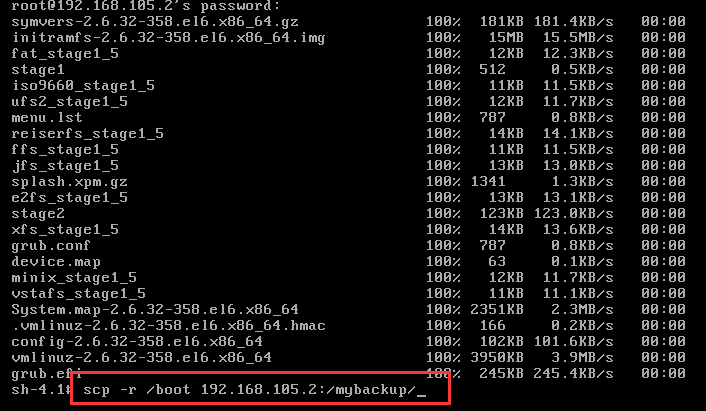 root@192.168.105.2's password:
symvers-2.6.32-358.el6.x86_64.gz 100% 181KB 181.4KB/s 00:00
initramfs-2.6.32-358.el6.x86_64.img 100% 15MB 15.5MB/s 00:00
fat_stage1_5 100% 12KB 12.3KB/s 00:00
stage1 100% 512 0.5KB/s 00:00
iso9660_stage1_5 100% 11KB 11.5KB/s 00:00
ufs2_stage1_5 100% 12KB 11.7KB/s 00:00
menu.lst 100% 787 0.8KB/s 00:00
reiserfs_stage1_5 100% 14KB 14.1KB/s 00:00
ffs_stage1_5 100% 11KB 11.5KB/s 00:00
jfs_stage1_5 100% 13KB 13.0KB/s 00:00
splash.xpm.gz 100% 1341 1.3KB/s 00:00
e2fs_stage1_5 100% 13KB 13.1KB/s 00:00
stage2 100% 123KB 123.0KB/s 00:00
xfs_stage1_5 100% 14KB 13.6KB/s 00:00
grub.conf 100% 787 0.8KB/s 00:00
device.map 100% 63 0.1KB/s 00:00
minix_stage1_5 100% 12KB 11.7KB/s 00:00
vstafs_stage1_5 100% 11KB 11.1KB/s 00:00
System.map-2.6.32-358.el6.x86_64 100% 2351KB 2.3MB/s 00:00
.vmlinuz-2.6.32-358.el6.x86_64.hmac 100% 166 0.2KB/s 00:00
config-2.6.32-358.el6.x86_64 100% 102KB 101.6KB/s 00:00
vmlinuz-2.6.32-358.el6.x86_64 100% 3950KB 3.9MB/s 00:00
grub.efi 100% 245KB 245.4KB/s 00:00
sh-4.1# scp -r /boot 192.168.105.2:/mybackup/_